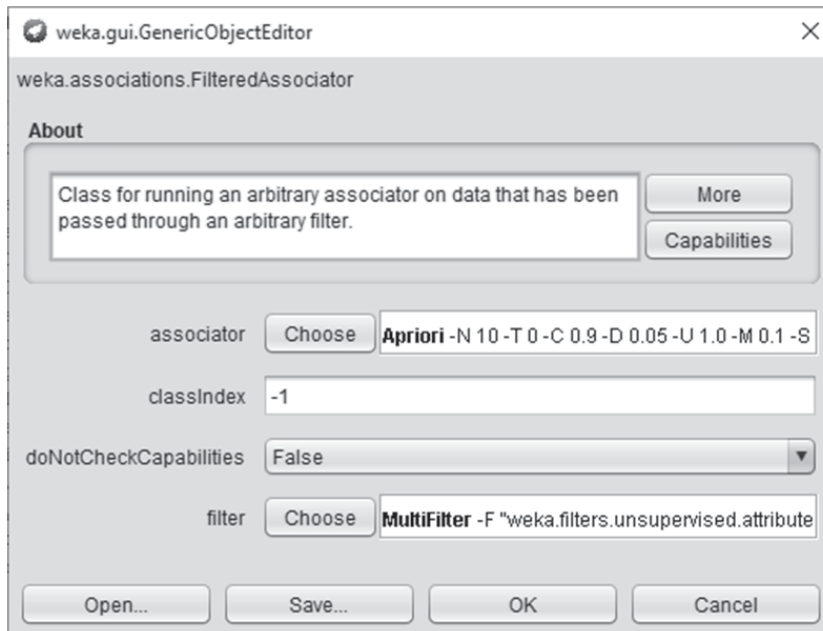 weka.gui.GenericObjectEditor
weka.associations.FilteredAssociator
About
Class for running an arbitrary associator on data that has been
passed through an arbitrary filter.
More
Capabilities
associator Choose Apriori -N 10 -T 0 -C 0.9 -D 0.05 -U 1.0 -M 0.1 -S
classIndex -1
doNotCheckCapabilities False
filter Choose MultiFilter -F "weka.filters.unsupervised.attribute
Open... Save... OK Cancel